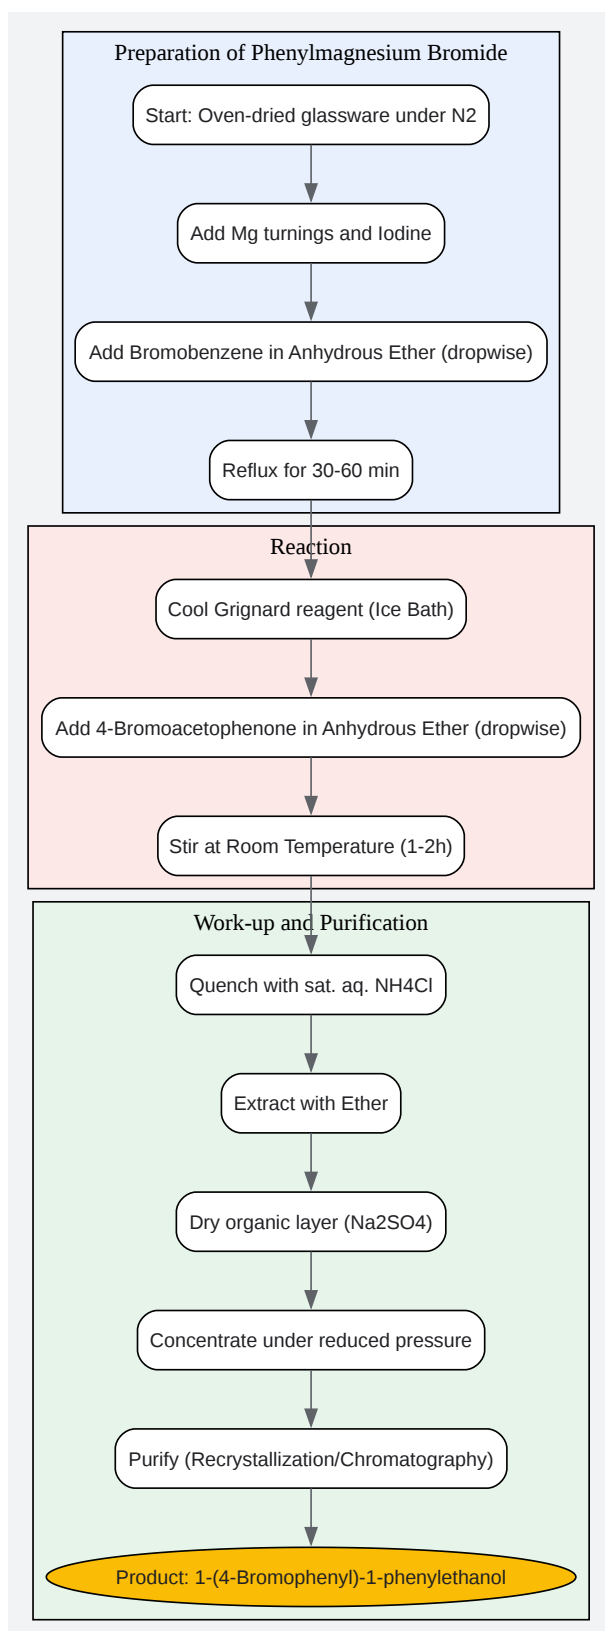 Preparation of Phenylmagnesium Bromide
Start: Oven-dried glassware under N2
Add Mg turnings and Iodine
Add Bromobenzene in Anhydrous Ether (dropwise)
Reflux for 30-60 min
Reaction
Cool Grignard reagent (Ice Bath)
Add 4-Bromoacetophenone in Anhydrous Ether (dropwise)
Stir at Room Temperature (1-2h)
Work-up and Purification
Quench with sat. aq. NH4Cl
Extract with Ether
Dry organic layer (Na2SO4)
Concentrate under reduced pressure
Purify (Recrystallization/Chromatography)
Product: 1-(4-Bromophenyl)-1-phenylethanol